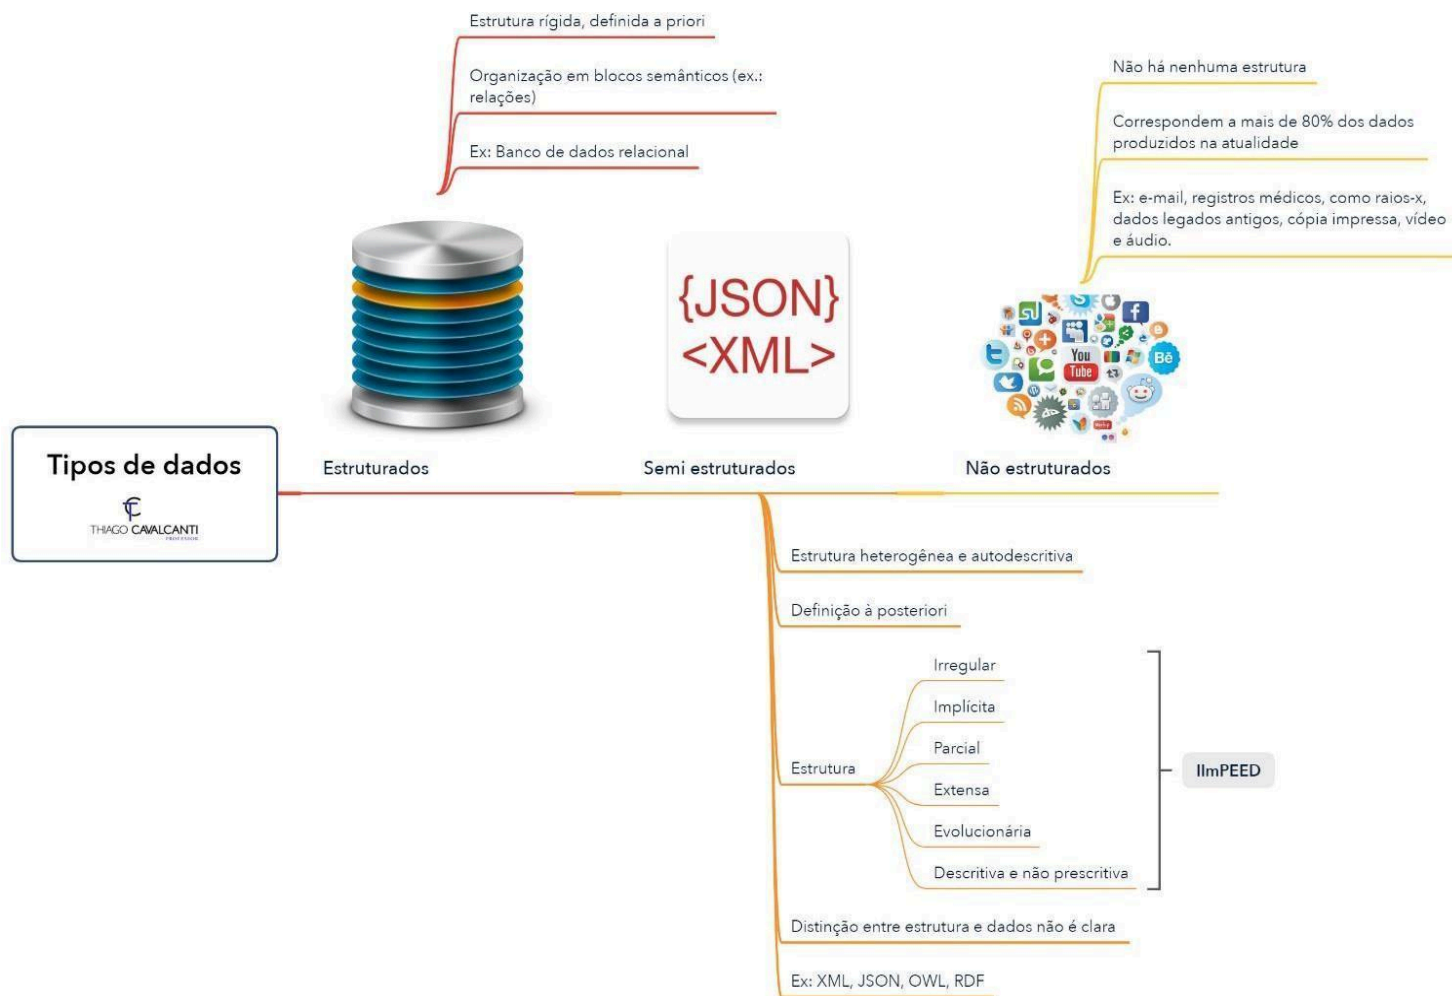 Estrutura rígida, definida a priori
Organização em blocos semânticos (ex.:
relações)
Ex: Banco de dados relacional
Não há nenhuma estrutura
Correspondem a mais de 80% dos dados
produzidos na atualidade
Ex: e-mail, registros médicos, como raios-x,
dados legados antigos, cópia impressa, vídeo
e áudio.
{JSON}
<XML>
You
Tube
Bē
Tipos de dados
THIAGO CAVALCANTI
PROFESSOR
Estruturados
Semi estruturados
Não estruturados
Estrutura heterogênea e autodescritiva
Definição à posteriori
Estrutura
Irregular
Implícita
Parcial
Extensa
Evolucionária
Descritiva e não prescritiva
IImPEED
Distinção entre estrutura e dados não é clara
Ex: XML, JSON, OWL, RDF